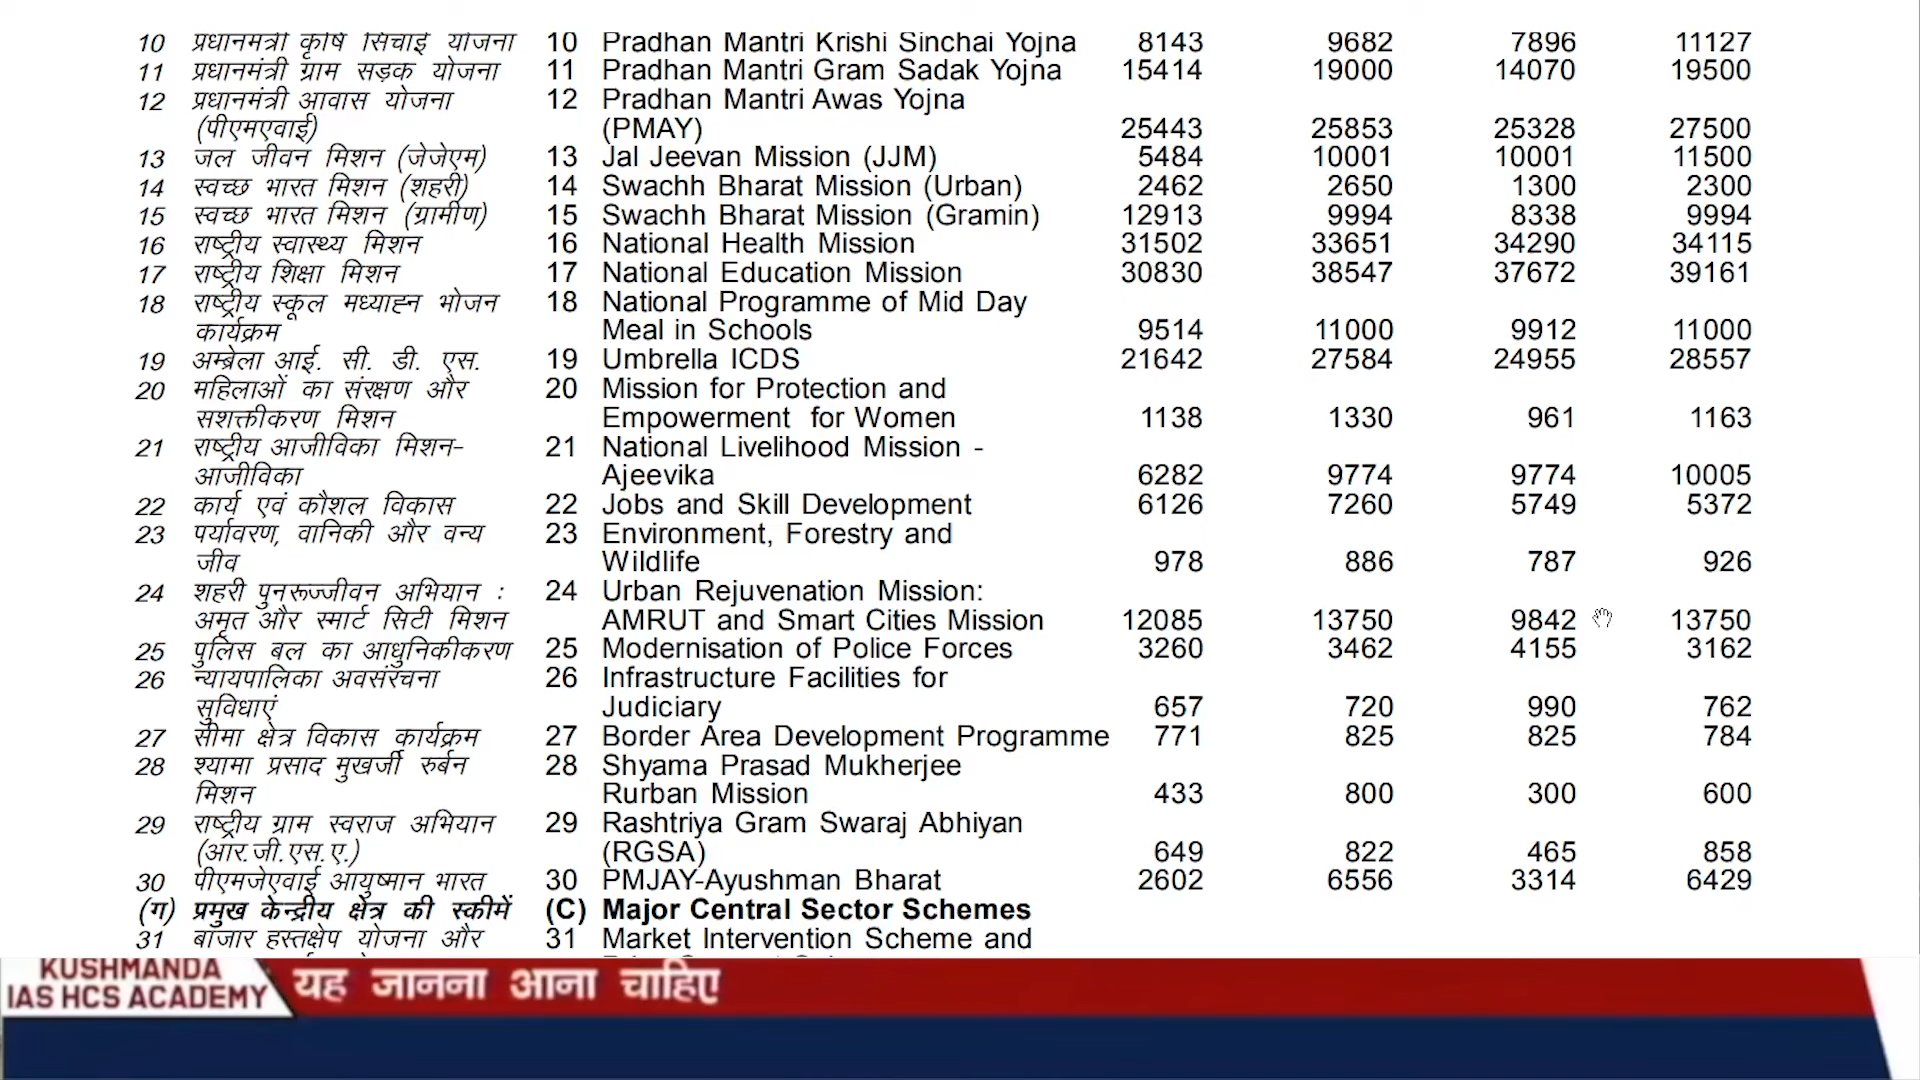 10 प्रधानमंत्री कृषि सिंचाई योजना 10 Pradhan Mantri Krishi Sinchai Yojna 8143 9682 7896 11127
11 प्रधानमंत्री ग्राम सड़क योजना 11 Pradhan Mantri Gram Sadak Yojna 15414 19000 14070 19500
12 प्रधानमंत्री आवास योजना 12 Pradhan Mantri Awas Yojna
(पीएमएवाई) (PMAY) 25443 25853 25328 27500
13 जल जीवन मिशन (जेजेएम) 13 Jal Jeevan Mission (JJM) 5484 10001 10001 11500
14 स्वच्छ भारत मिशन (शहरी) 14 Swachh Bharat Mission (Urban) 2462 2650 1300 2300
15 स्वच्छ भारत मिशन (ग्रामीण) 15 Swachh Bharat Mission (Gramin) 12913 9994 8338 9994
16 राष्ट्रीय स्वास्थ्य मिशन 16 National Health Mission 31502 33651 34290 34115
17 राष्ट्रीय शिक्षा मिशन 17 National Education Mission 30830 38547 37672 39161
18 राष्ट्रीय स्कूल मध्याह्न भोजन 18 National Programme of Mid Day
कार्यक्रम Meal in Schools 9514 11000 9912 11000
19 अम्ब्रेला आई. सी. डी. एस. 19 Umbrella ICDS 21642 27584 24955 28557
20 महिलाओं का संरक्षण और 20 Mission for Protection and
सशक्तीकरण मिशन Empowerment for Women 1138 1330 961 1163
21 राष्ट्रीय आजीविका मिशन- 21 National Livelihood Mission -
आजीविका Ajeevika 6282 9774 9774 10005
22 कार्य एवं कौशल विकास 22 Jobs and Skill Development 6126 7260 5749 5372
23 पर्यावरण, वानिकी और वन्य 23 Environment, Forestry and
जीव Wildlife 978 886 787 926
24 शहरी पुनरूज्जीवन अभियान : 24 Urban Rejuvenation Mission:
अमृत और स्मार्ट सिटी मिशन AMRUT and Smart Cities Mission 12085 13750 9842 13750
25 पुलिस बल का आधुनिकीकरण 25 Modernisation of Police Forces 3260 3462 4155 3162
26 न्यायपालिका अवसंरचना 26 Infrastructure Facilities for
सुविधाएं Judiciary 657 720 990 762
27 सीमा क्षेत्र विकास कार्यक्रम 27 Border Area Development Programme 771 825 825 784
28 श्यामा प्रसाद मुखर्जी रुर्बन 28 Shyama Prasad Mukherjee
मिशन Rurban Mission 433 800 300 600
29 राष्ट्रीय ग्राम स्वराज अभियान 29 Rashtriya Gram Swaraj Abhiyan
(आर.जी.एस.ए.) (RGSA) 649 822 465 858
30 पीएमजेएवाई आयुष्मान भारत 30 PMJAY-Ayushman Bharat 2602 6556 3314 6429
(ग) प्रमुख केन्द्रीय क्षेत्र की स्कीमें (C) Major Central Sector Schemes
31 बाजार हस्तक्षेप योजना और 31 Market Intervention Scheme and
KUSHMANDA
IAS HCS ACADEMY
यह जानना आना चाहिए